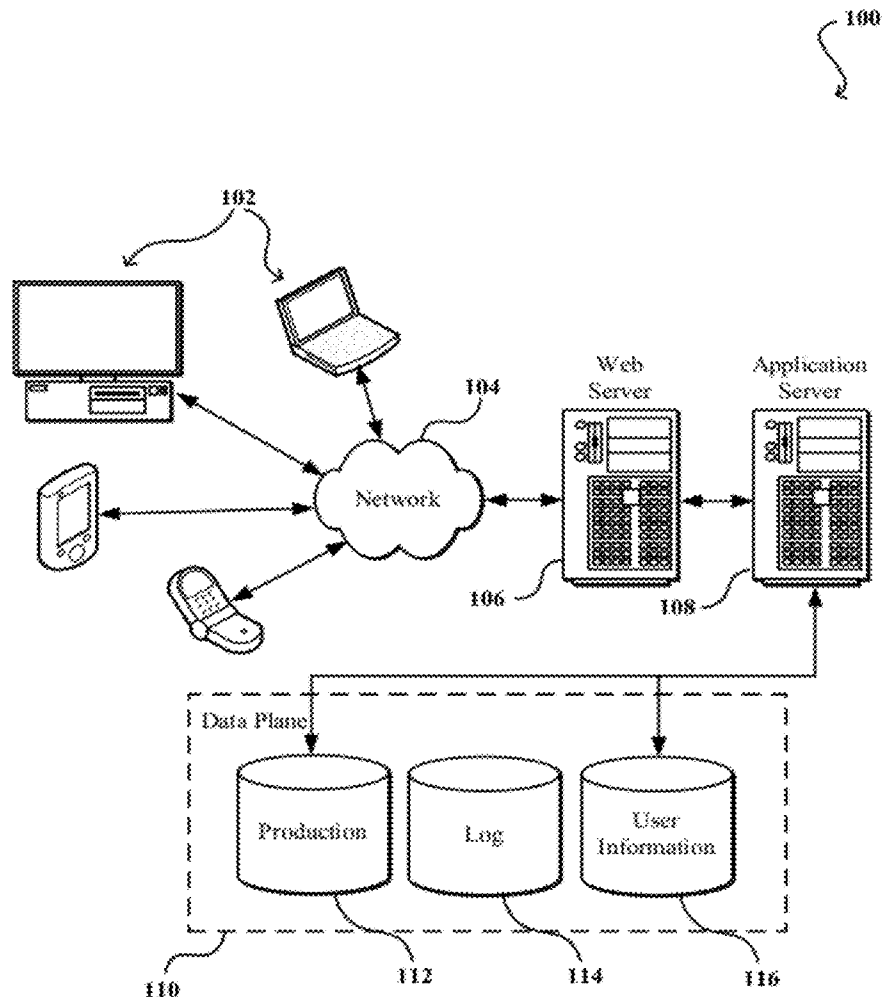 100
102
Web
Server
Application
Server
104
Network
106
108
Data Plane
Production
Log
User
Information
110
112
114
116